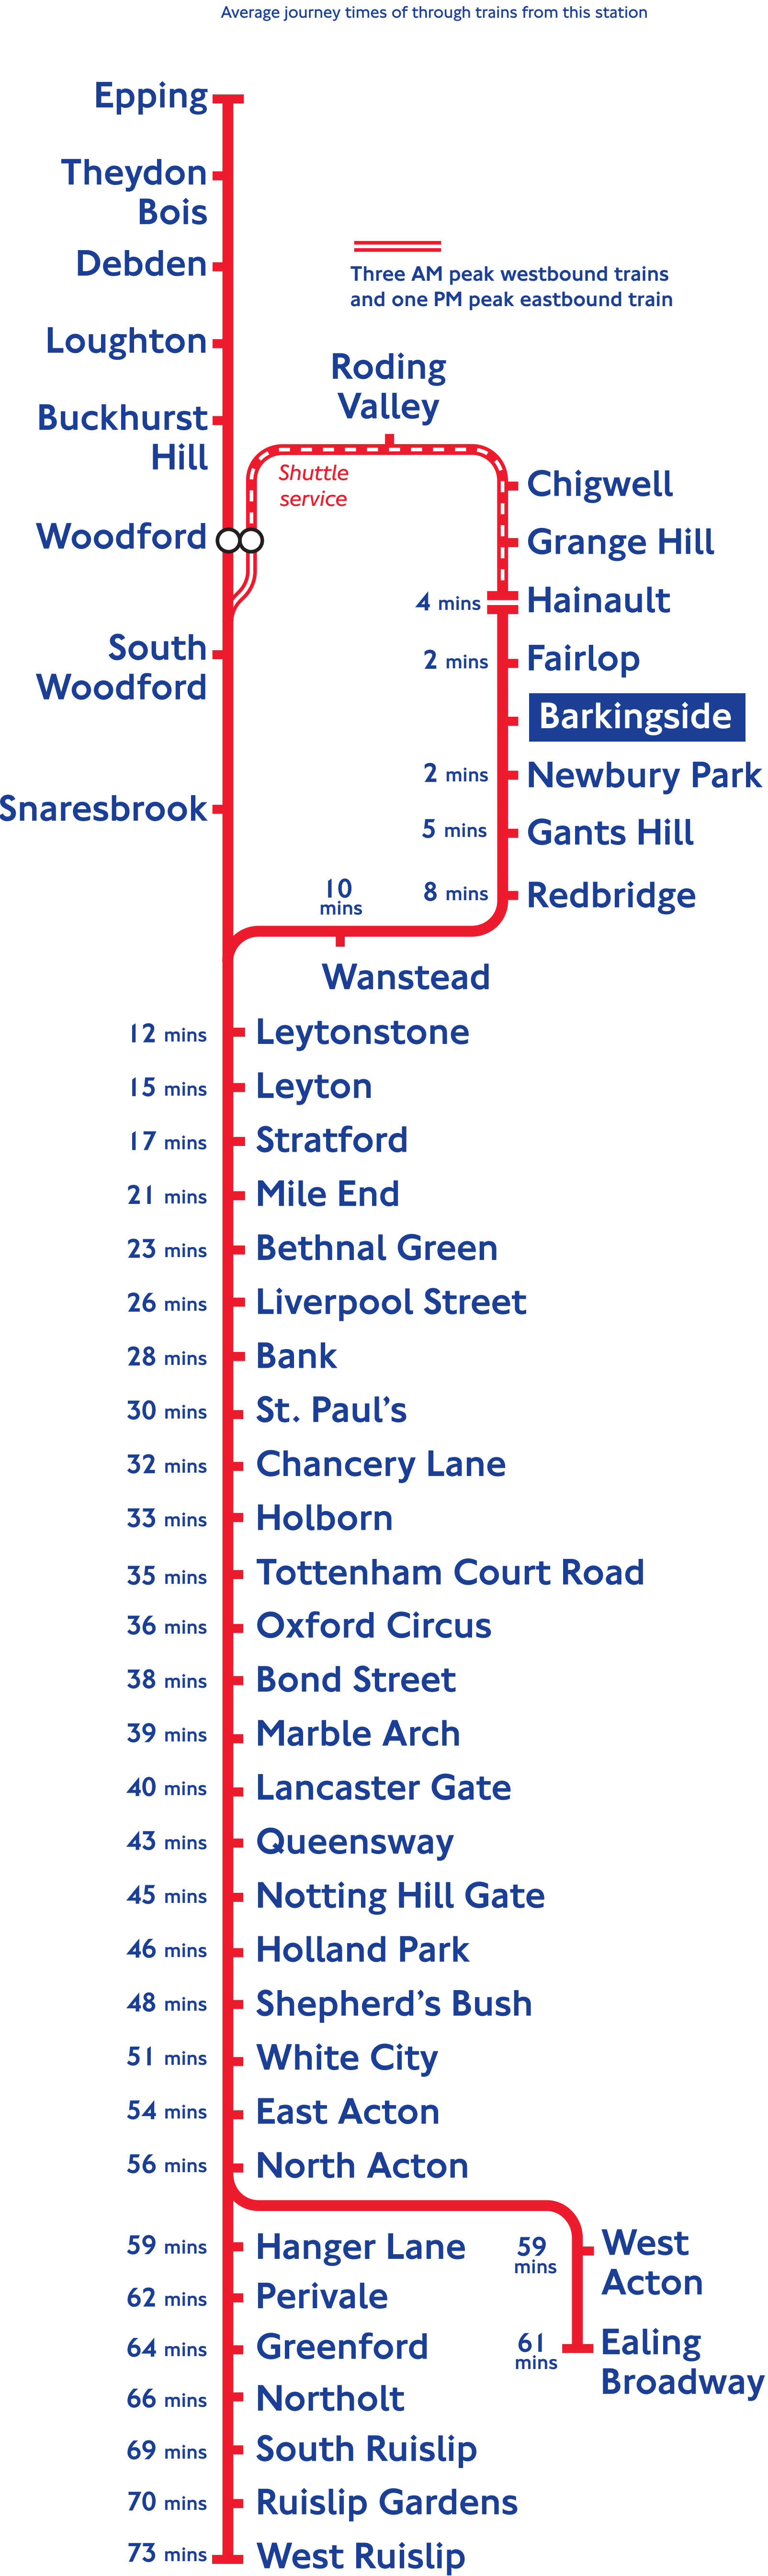 Average journey times of through trains from this station
Epping
Theydon
Bois
Debden
Three AM peak westbound trains
and one PM peak eastbound train
Loughton
Roding
Valley
Buckhurst
Hill
Shuttle
service
Chigwell
Woodford
Grange Hill
4 mins Hainault
South
Woodford
2 mins Fairlop
Barkingside
2 mins Newbury Park
Snaresbrook
5 mins Gants Hill
8 mins Redbridge
10
mins
Wanstead
12 mins Leytonstone
15 mins Leyton
17 mins Stratford
21 mins Mile End
23 mins Bethnal Green
26 mins Liverpool Street
28 mins Bank
30 mins St. Paul's
32 mins Chancery Lane
33 mins Holborn
35 mins Tottenham Court Road
36 mins Oxford Circus
38 mins Bond Street
39 mins Marble Arch
40 mins Lancaster Gate
43 mins Queensway
45 mins Notting Hill Gate
46 mins Holland Park
48 mins Shepherd's Bush
51 mins White City
54 mins East Acton
56 mins North Acton
59 mins Hanger Lane
59
mins
West
Acton
62 mins Perivale
64 mins Greenford
61
mins
Ealing
Broadway
66 mins Northolt
69 mins South Ruislip
70 mins Ruislip Gardens
73 mins West Ruislip